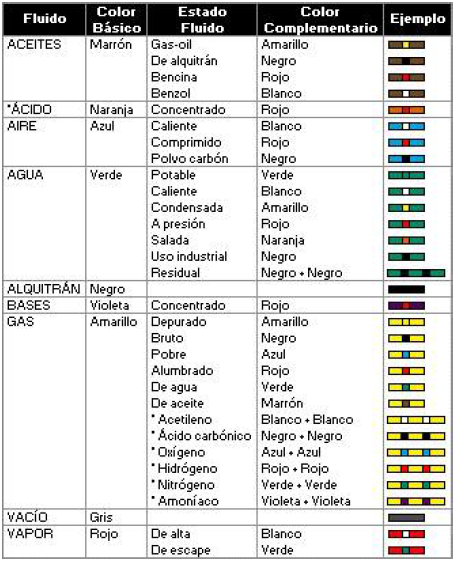 Fluido Color Básico Estado Fluido Color Complementario Ejemplo
ACEITES Marrón Gas-oil Amarillo
De alquitrán Negro
Bencina Rojo
Benzol Blanco
*ÁCIDO Naranja Concentrado Rojo
AIRE Azul Caliente Blanco
Comprimido Rojo
Polvo carbón Negro
AGUA Verde Potable Verde
Caliente Blanco
Condensada Amarillo
A presión Rojo
Salada Naranja
Uso industrial Negro
Residual Negro + Negro
ALQUITRÁN Negro
BASES Violeta Concentrado Rojo
GAS Amarillo Depurado Amarillo
Bruto Negro
Pobre Azul
Alumbrado Rojo
De agua Verde
De aceite Marrón
* Acetileno Blanco + Blanco
* Ácido carbónico Negro + Negro
* Oxígeno Azul + Azul
* Hidrógeno Rojo + Rojo
* Nitrógeno Verde + Verde
* Amoníaco Violeta + Violeta
VACÍO Gris
VAPOR Rojo De alta Blanco
De escape Verde